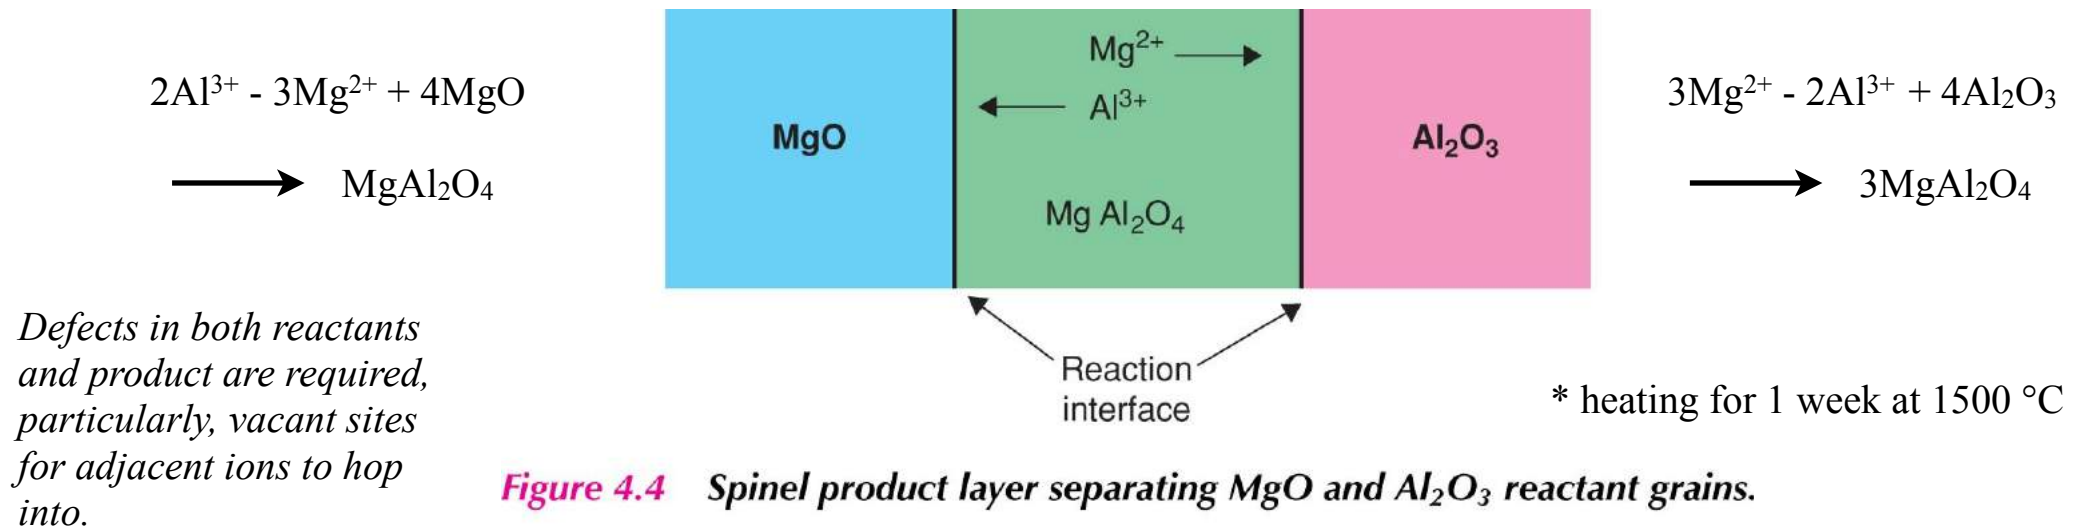 2Al³⁺ - 3Mg²⁺ + 4MgO
⟶ MgAl₂O₄
Defects in both reactants
and product are required,
particularly, vacant sites
for adjacent ions to hop
into.
MgO
Mg²⁺ →
← Al³⁺
Mg Al₂O₄
Al₂O₃
Reaction
interface
3Mg²⁺ - 2Al³⁺ + 4Al₂O₃
⟶ 3MgAl₂O₄
* heating for 1 week at 1500 °C
Figure 4.4 Spinel product layer separating MgO and Al₂O₃ reactant grains.